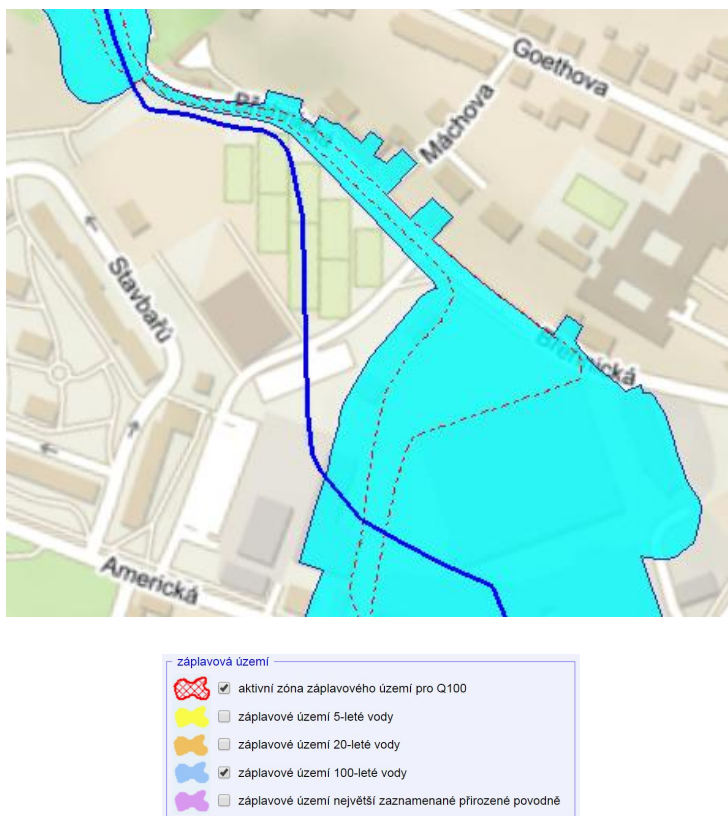 Goethova
Máchova
Stavbařů
Americká
záplavová území
aktivní zóna záplavového území pro Q100
záplavové území 5-leté vody
záplavové území 20-leté vody
záplavové území 100-leté vody
záplavové území největší zaznamenané přirozené povodně